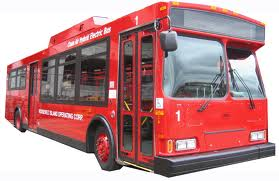 Clean Air Hybrid Electric Bus
1
ROOSEVELT ISLAND OPERATING CORP.
1